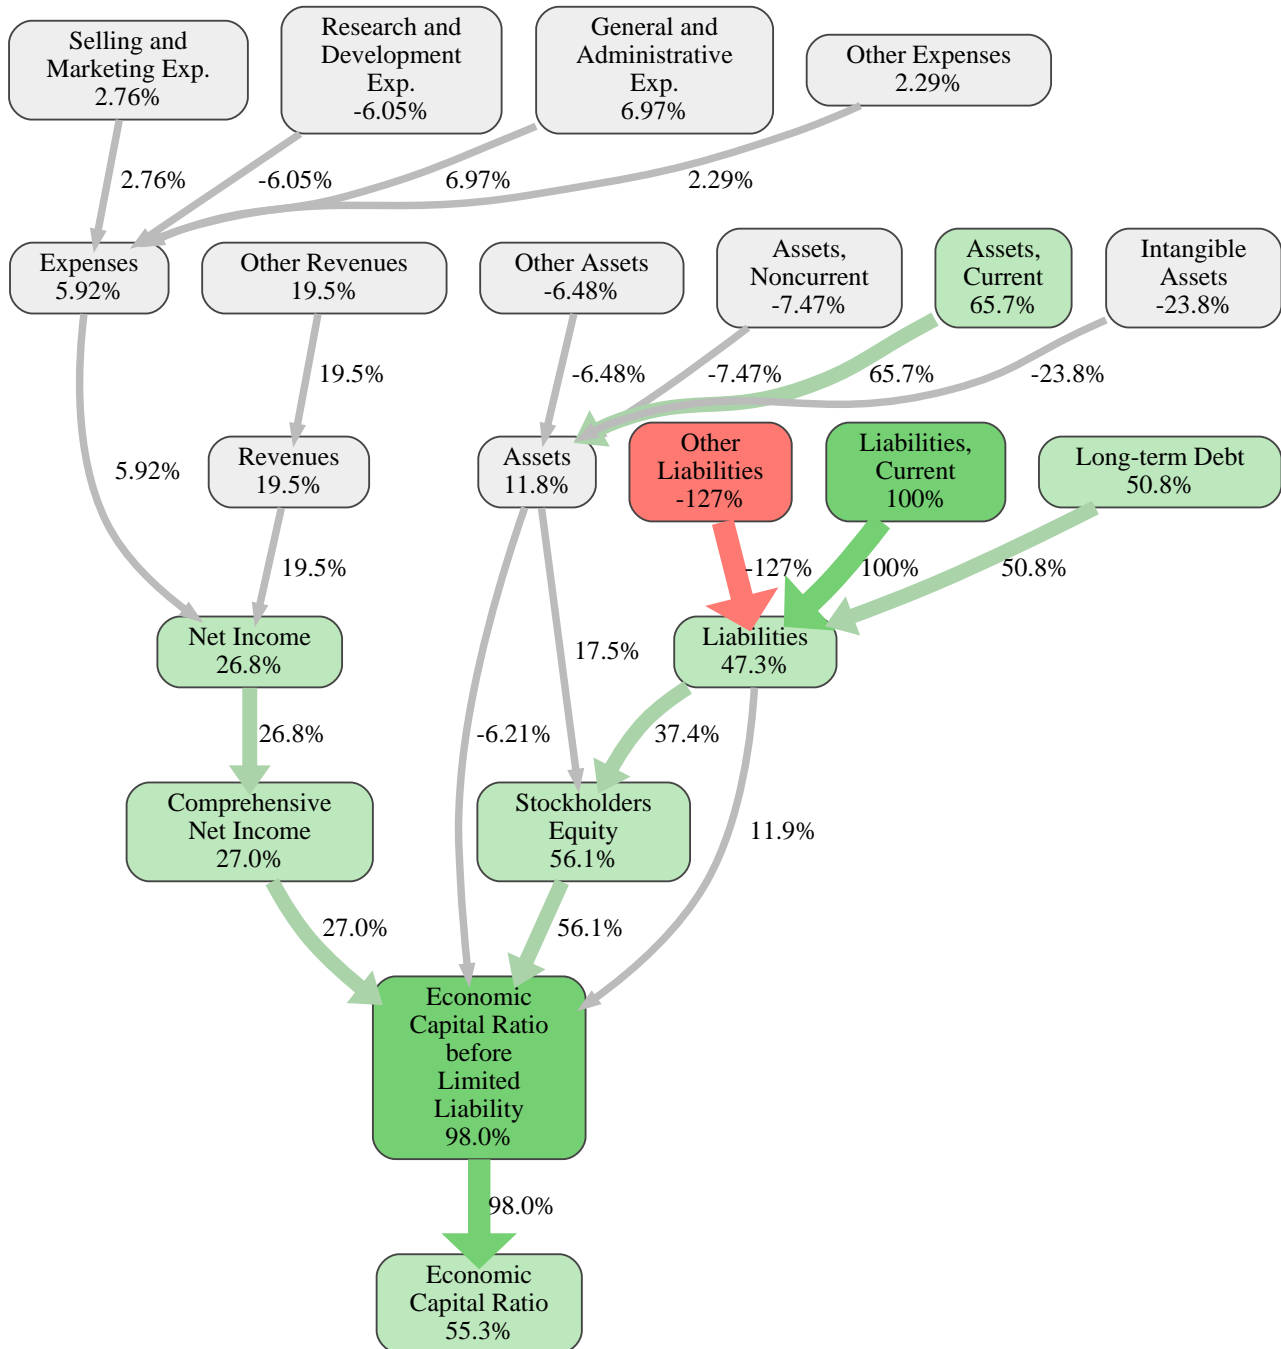 Selling and
Marketing Exp.
2.76%
Research and
Development
Exp.
-6.05%
General and
Administrative
Exp.
6.97%
Other Expenses
2.29%
2.76%
-6.05%
6.97%
2.29%
Expenses
5.92%
Other Revenues
19.5%
Other Assets
-6.48%
Assets,
Noncurrent
-7.47%
Assets,
Current
65.7%
Intangible
Assets
-23.8%
19.5%
-6.48%
-7.47%
65.7%
-23.8%
5.92%
Revenues
19.5%
Assets
11.8%
Other
Liabilities
-127%
Liabilities,
Current
100%
Long-term Debt
50.8%
19.5%
-127%
100%
50.8%
Net Income
26.8%
17.5%
Liabilities
47.3%
26.8%
-6.21%
37.4%
11.9%
Comprehensive
Net Income
27.0%
Stockholders
Equity
56.1%
27.0%
56.1%
Economic
Capital Ratio
before
Limited
Liability
98.0%
98.0%
Economic
Capital Ratio
55.3%